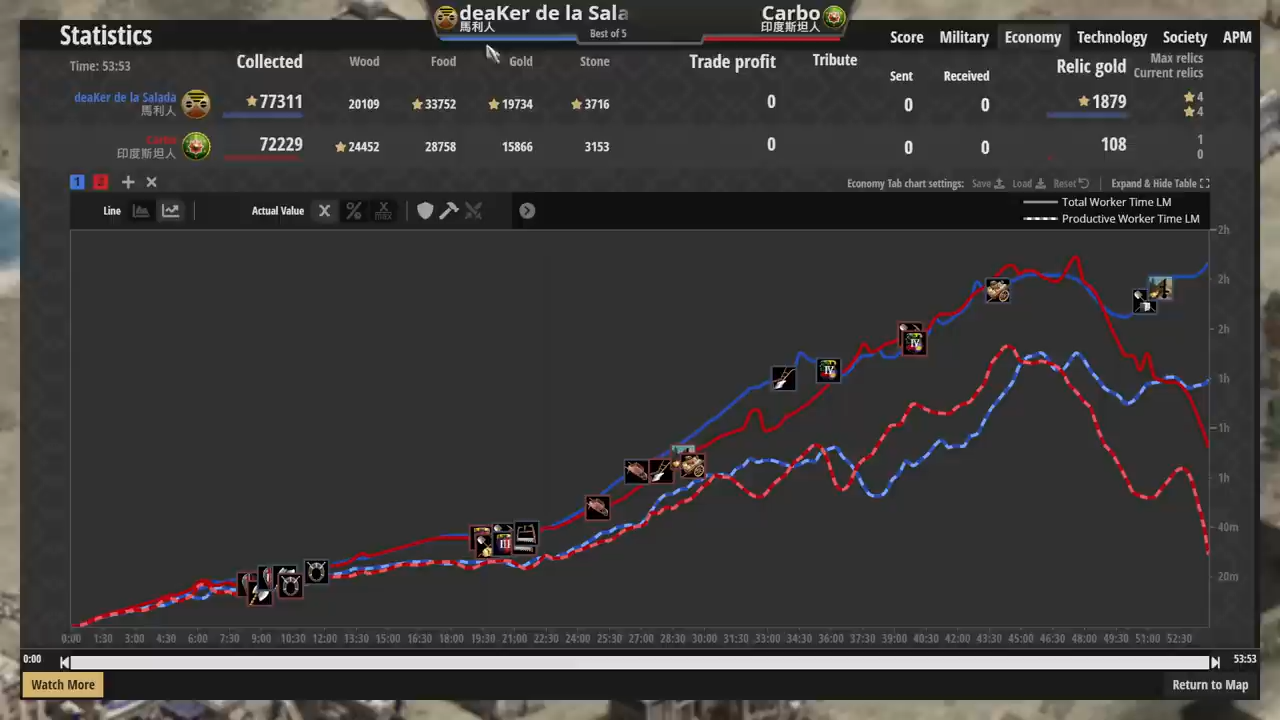 deaKer de la Sala
馬利人
Best of 5
Carbo
印度斯坦人
Statistics
Score Military Economy Technology Society APM
Time: 53:53
Collected Wood Food Gold Stone Trade profit Tribute Sent Received Relic gold Max relics
Current relics
deaKer de la Salada
馬利人
77311 20109 33752 19734 3716 0 0 0 1879 4
4
Carbo
印度斯坦人
72229 24452 28758 15866 3153 0 0 0 108 1
0
1 2
Economy Tab chart settings: Save Load Reset Expand & Hide Table
Line Actual Value X % X max
Total Worker Time LM
Productive Worker Time LM
2h
2h
2h
1h
1h
1h
40m
20m
IV
IV
III
0:00 1:30 3:00 4:30 6:00 7:30 9:00 10:30 12:00 13:30 15:00 16:30 18:00 19:30 21:00 22:30 24:00 25:30 27:00 28:30 30:00 31:30 33:00 34:30 36:00 37:30 39:00 40:30 42:00 43:30 45:00 46:30 48:00 49:30 51:00 52:30
0:00 53:53
Watch More Return to Map